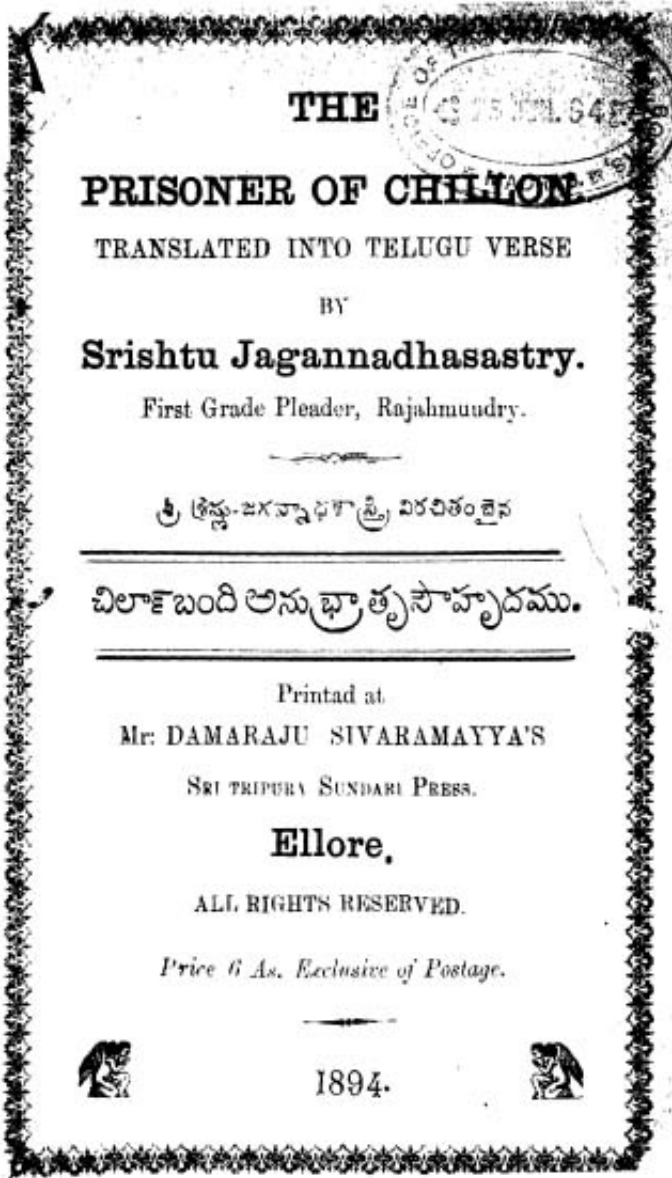 THE
PRISONER OF CHILLON.
TRANSLATED INTO TELUGU VERSE
BY
Srishtu Jagannadhasastry.
First Grade Pleader, Rajahmundry.
శ్రీ శ్రిష్టు-జగన్నాధశాస్త్రి విరచితంబైన
చిలాక్ బంది అను భ్రాతృసౌహృదము.
Printad at
Mr: DAMARAJU SIVARAMAYYA'S
SRI TRIPURA SUNDARI PRESS.
Ellore,
ALL RIGHTS RESERVED.
Price 6 As. Exclusive of Postage.
1894.